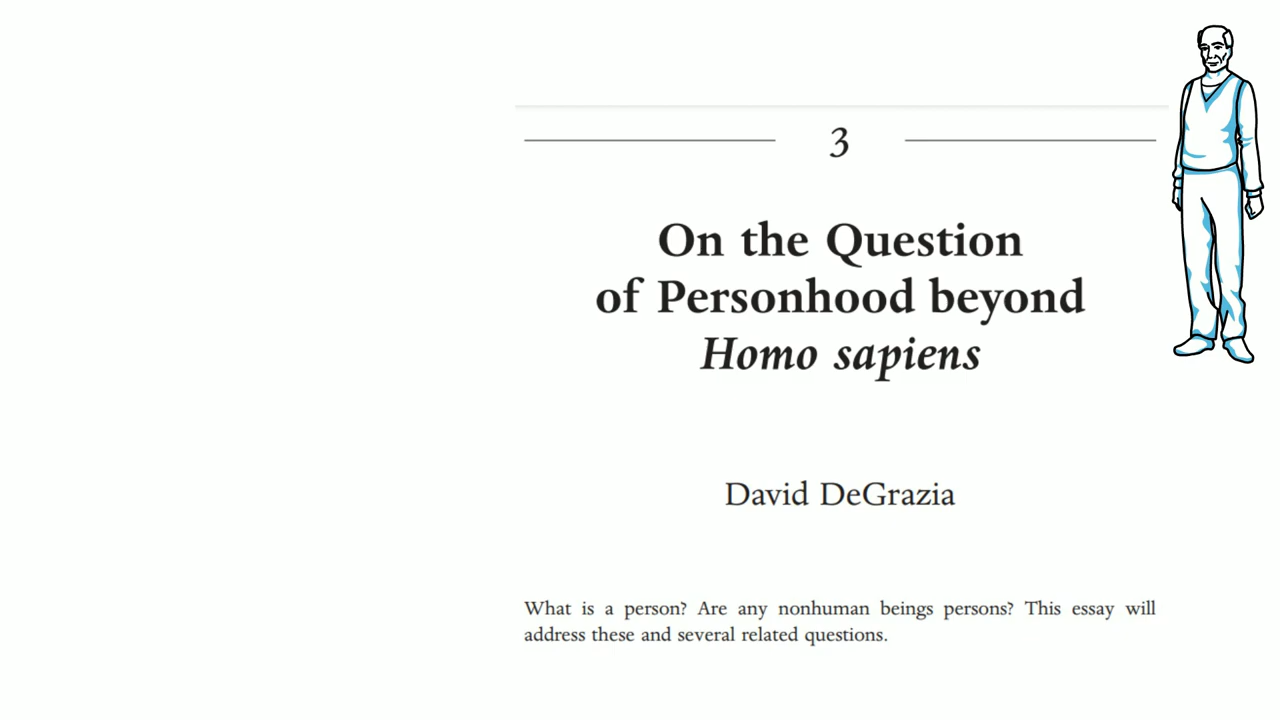 3
On the Question
of Personhood beyond
Homo sapiens
David DeGrazia
What is a person? Are any nonhuman beings persons? This essay will
address these and several related questions.